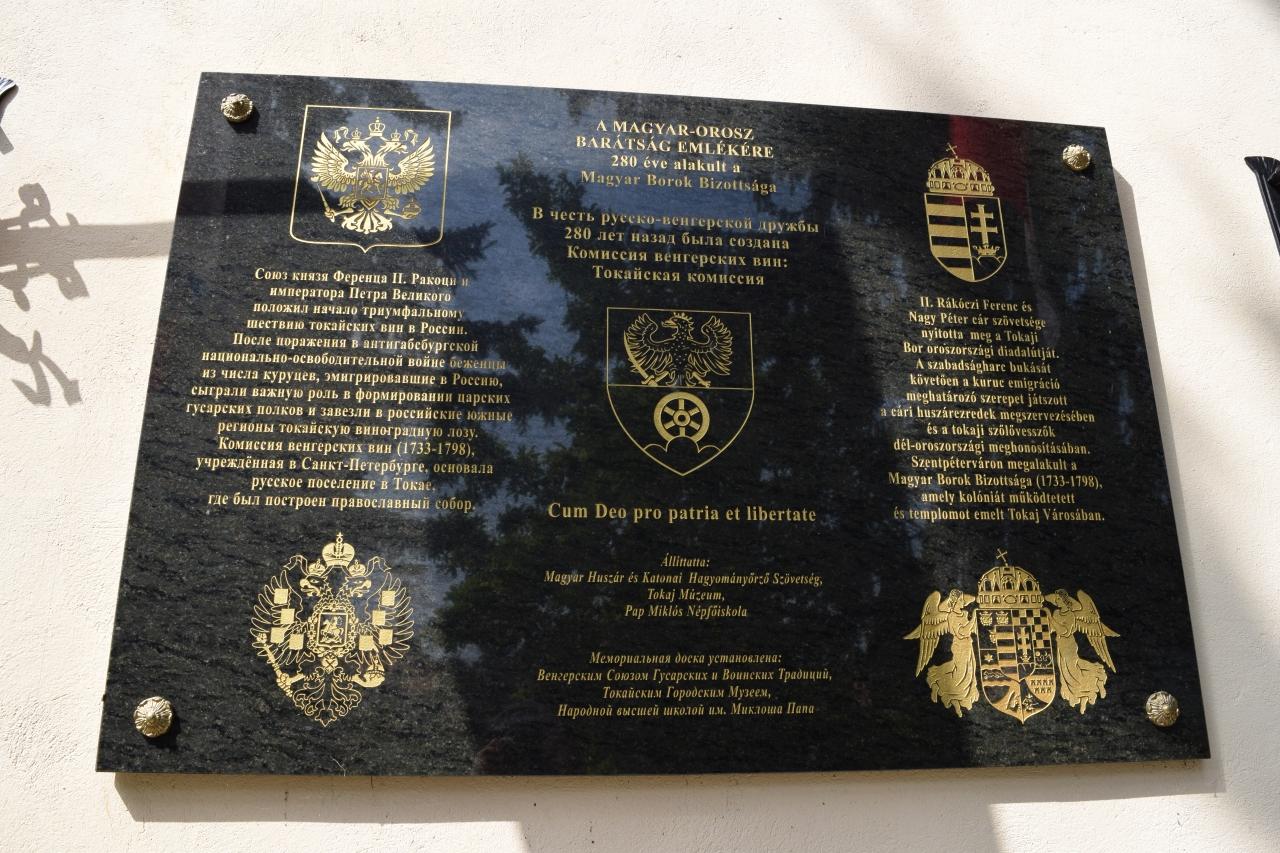 A MAGYAR-OROSZ
BARÁTSÁG EMLÉKÉRE
280 éve alakult a
Magyar Borok Bizottsága
В честь русско-венгерской дружбы
280 лет назад была создана
Комиссия венгерских вин:
Токайская комиссия
Союз князя Ференца II. Ракоци и
императора Петра Великого
положил начало триумфальному
шествию токайских вин в России.
После поражения в антигабсбургской
национально-освободительной войне беженцы
из числа куруцев, эмигрировавшие в Россию,
сыграли важную роль в формировании царских
гусарских полков и завезли в российские южные
регионы токайскую виноградную лозу.
Комиссия венгерских вин (1733-1798),
учреждённая в Санкт-Петербурге, основала
русское поселение в Токае,
где был построен православный собор.
II. Rákóczi Ferenc és
Nagy Péter cár szövetsége
nyitotta meg a Tokaji
Bor oroszországi diadalútját.
A szabadságharc bukását
követően a kuruc emigráció
meghatározó szerepet játszott
a cári huszárezredek megszervezésében
és a tokaji szőlővesszők
dél-oroszországi meghonosításában.
Szentpéterváron megalakult a
Magyar Borok Bizottsága (1733-1798),
amely kolóniát működtetett
és templomot emelt Tokaj Városában.
Cum Deo pro patria et libertate
Állíttatta:
Magyar Huszár és Katonai Hagyományőrző Szövetség,
Tokaj Múzeum,
Pap Miklós Népfőiskola
Мемориальная доска установлена:
Венгерским Союзом Гусарских и Воинских Традиций,
Токайским Городским Музеем,
Народной высшей школой им. Миклоша Папа